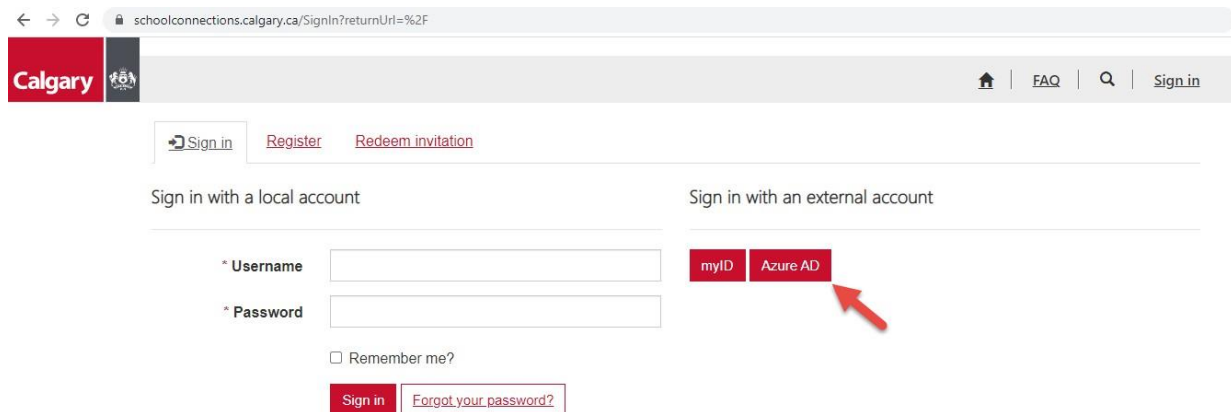 schoolconnections.calgary.ca/SignIn?returnUrl=%2F
Calgary
FAQ
Sign in
Sign in Register Redeem invitation
Sign in with a local account
Sign in with an external account
* Username
myID Azure AD
* Password
Remember me?
Sign in Forgot your password?